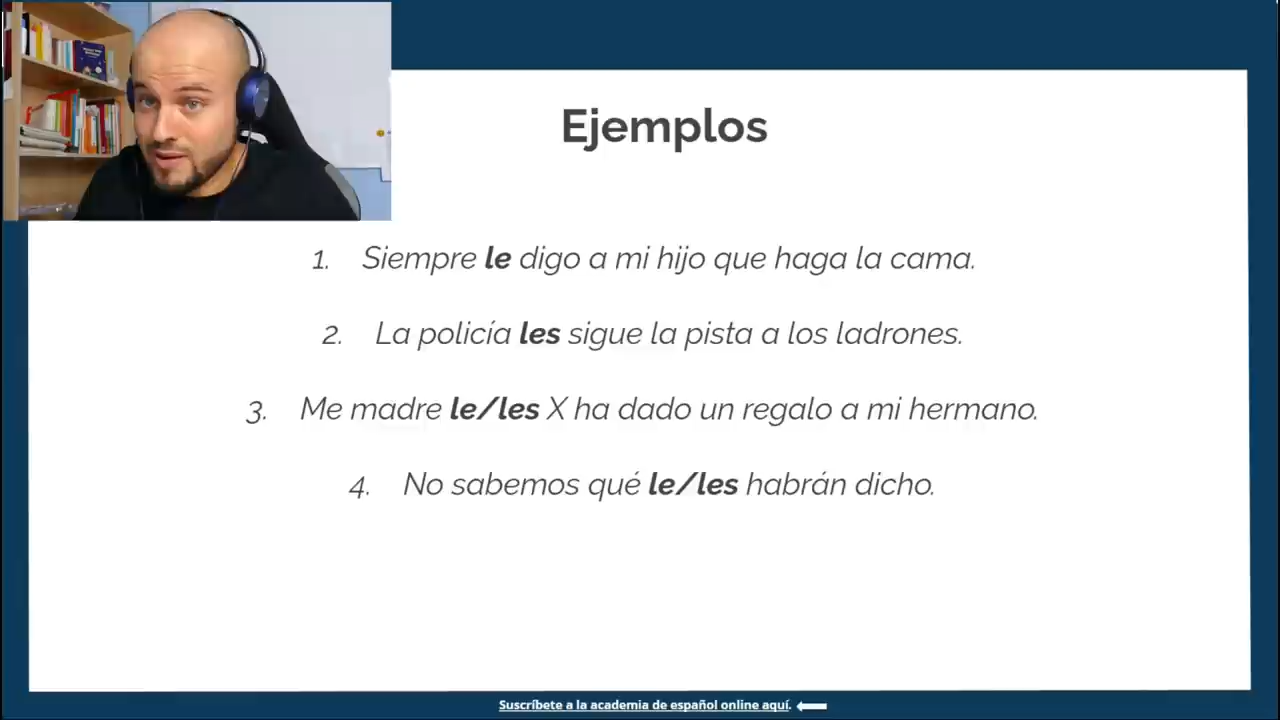 Ejemplos
1. Siempre le digo a mi hijo que haga la cama.
2. La policía les sigue la pista a los ladrones.
3. Me madre le/les X ha dado un regalo a mi hermano.
4. No sabemos qué le/les habrán dicho.
Suscríbete a la academia de español online aquí.